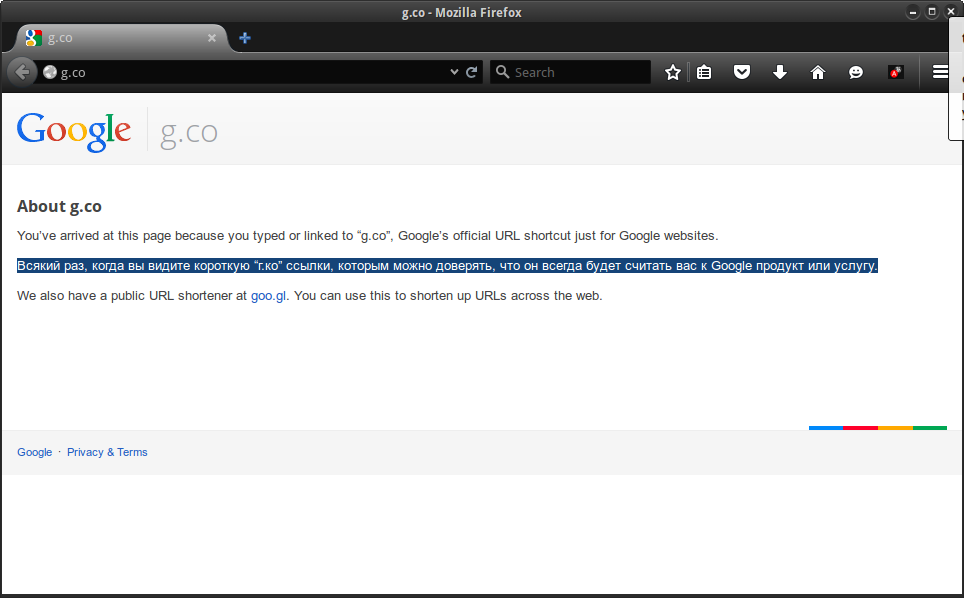 g.co - Mozilla Firefox
g.co
g.co
Search
Google g.co
About g.co
You’ve arrived at this page because you typed or linked to “g.co”, Google’s official URL shortcut just for Google websites.
Всякий раз, когда вы видите короткую “г.ко” ссылки, которым можно доверять, что он всегда будет считать вас к Google продукт или услугу.
We also have a public URL shortener at goo.gl. You can use this to shorten up URLs across the web.
Google · Privacy & Terms